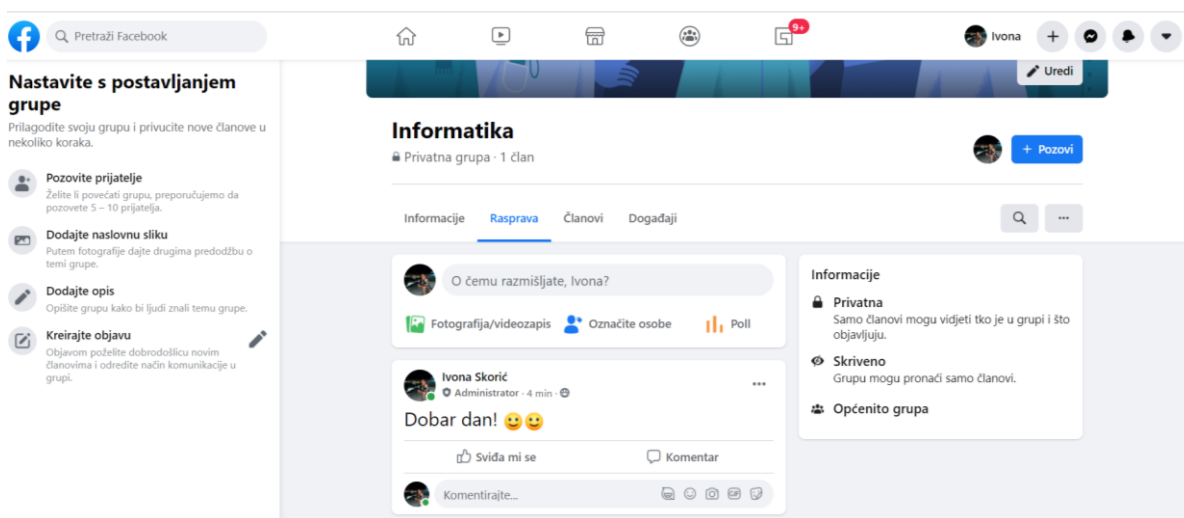 Pretraži Facebook
9+
Ivona
Nastavite s postavljanjem
grupe
Prilagodite svoju grupu i privucite nove članove u
nekoliko koraka.
Pozovite prijatelje
Želite li povećati grupu, preporučujemo da
pozovete 5 – 10 prijatelja.
Dodajte naslovnu sliku
Putem fotografije dajte drugima predodžbu o
temi grupe.
Dodajte opis
Opišite grupu kako bi ljudi znali temu grupe.
Kreirajte objavu
Objavom poželite dobrodošlicu novim
članovima i odredite način komunikacije u
grupi.
Uredi
Informatika
Privatna grupa · 1 član
+ Pozovi
Informacije Rasprava Članovi Događaji
O čemu razmišljate, Ivona?
Fotografija/videozapis Označite osobe Poll
Ivona Skorić
Administrator · 4 min ·
Dobar dan! 🙂🙂
Sviđa mi se Komentar
Komentirajte...
GIF
Informacije
Privatna
Samo članovi mogu vidjeti tko je u grupi i što
objavljuju.
Skriveno
Grupu mogu pronaći samo članovi.
Općenito grupa